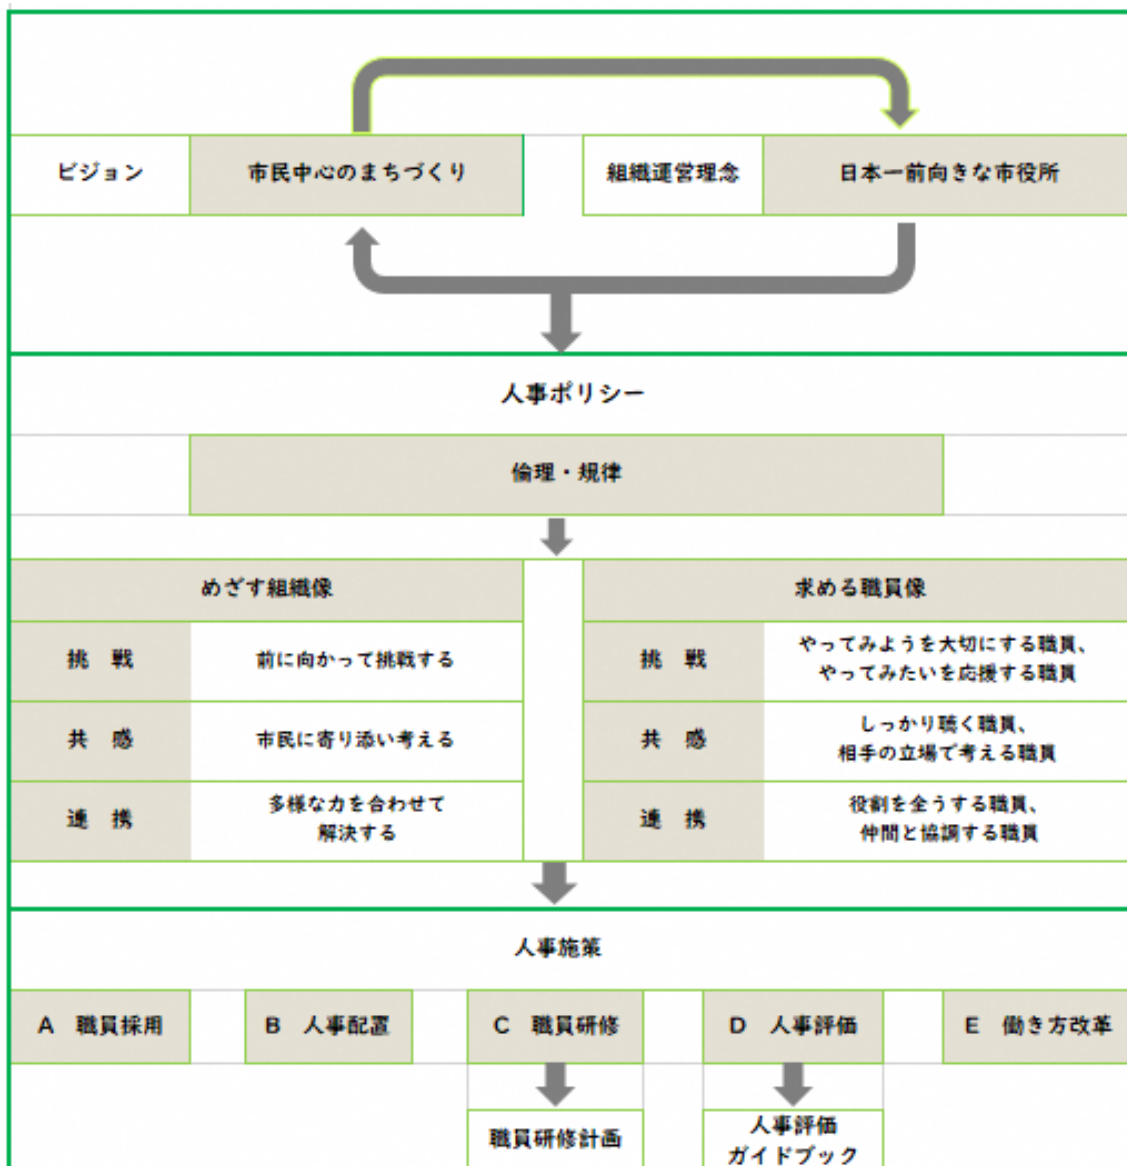 ビジョン
市民中心のまちづくり
組織運営理念
日本一前向きな市役所
人事ポリシー
倫理・規律
めざす組織像
求める職員像
挑　戦
前に向かって挑戦する
挑　戦
やってみようを大切にする職員、
やってみたいを応援する職員
共　感
市民に寄り添い考える
共　感
しっかり聴く職員、
相手の立場で考える職員
連　携
多様な力を合わせて
解決する
連　携
役割を全うする職員、
仲間と協調する職員
人事施策
A　職員採用
B　人事配置
C　職員研修
D　人事評価
E　働き方改革
職員研修計画
人事評価
ガイドブック